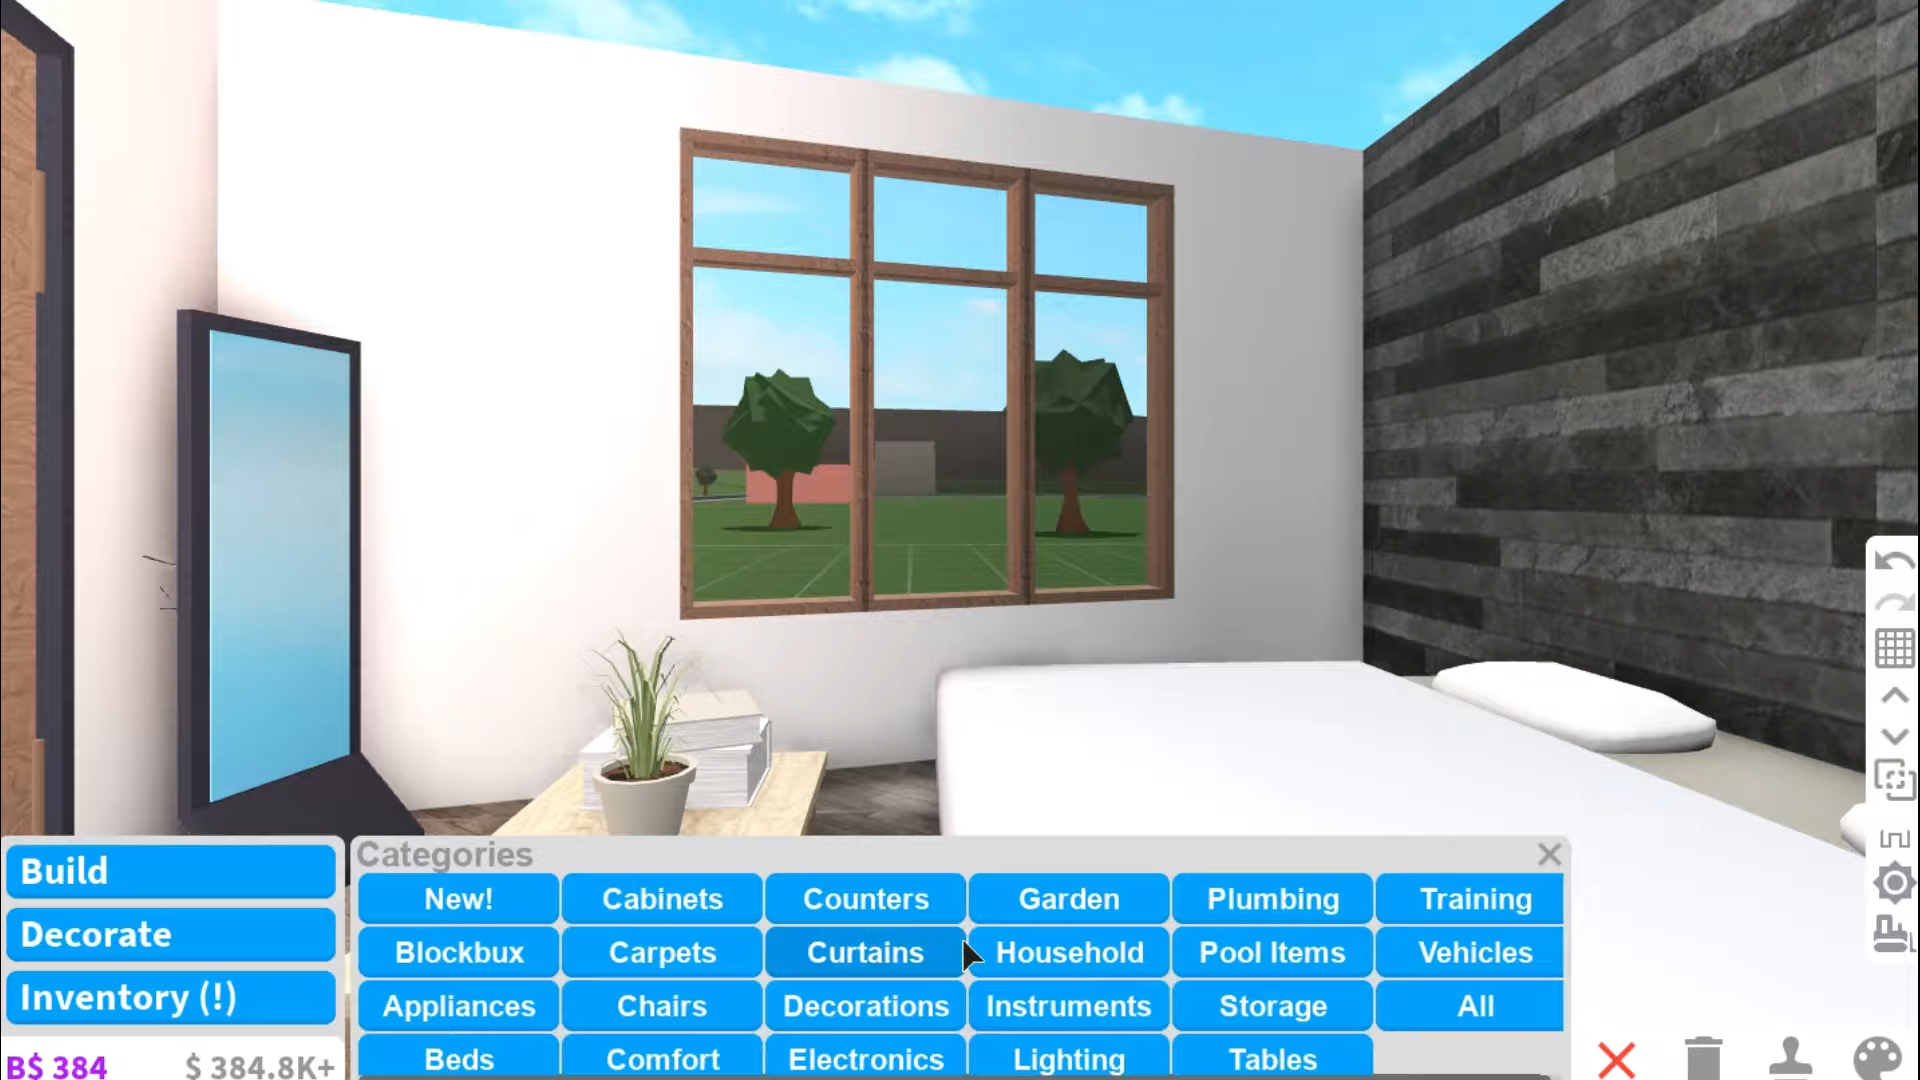 Build
Decorate
Inventory (!)
B$ 384 $ 384.8K+
Categories
New! Cabinets Counters Garden Plumbing Training
Blockbux Carpets Curtains Household Pool Items Vehicles
Appliances Chairs Decorations Instruments Storage All
Beds Comfort Electronics Lighting Tables